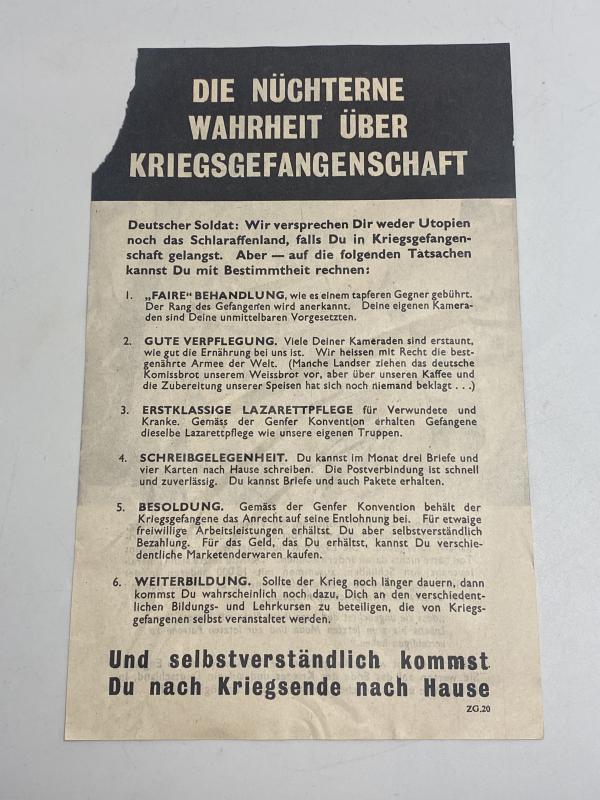 DIE NÜCHTERNE
WAHRHEIT ÜBER
KRIEGSGEFANGENSCHAFT
Deutscher Soldat: Wir versprechen Dir weder Utopien
noch das Schlaraffenland, falls Du in Kriegsgefangen-
schaft gelangst. Aber — auf die folgenden Tatsachen
kannst Du mit Bestimmtheit rechnen:
1. „FAIRE“ BEHANDLUNG, wie es einem tapferen Gegner gebührt.
Der Rang des Gefangenen wird anerkannt. Deine eigenen Kamera-
den sind Deine unmittelbaren Vorgesetzten.
2. GUTE VERPFLEGUNG. Viele Deiner Kameraden sind erstaunt,
wie gut die Ernährung bei uns ist. Wir heissen mit Recht die best-
genährte Armee der Welt. (Manche Landser ziehen das deutsche
Komissbrot unserem Weissbrot vor, aber über unseren Kaffee und
die Zubereitung unserer Speisen hat sich noch niemand beklagt . . .)
3. ERSTKLASSIGE LAZARETTPFLEGE für Verwundete und
Kranke. Gemäss der Genfer Konvention erhalten Gefangene
dieselbe Lazarettpflege wie unsere eigenen Truppen.
4. SCHREIBGELEGENHEIT. Du kannst im Monat drei Briefe und
vier Karten nach Hause schreiben. Die Postverbindung ist schnell
und zuverlässig. Du kannst Briefe und auch Pakete erhalten.
5. BESOLDUNG. Gemäss der Genfer Konvention behält der
Kriegsgefangene das Anrecht auf seine Entlohnung bei. Für etwaige
freiwillige Arbeitsleistungen erhältst Du aber selbstverständlich
Bezahlung. Für das Geld, das Du erhältst, kannst Du verschie-
dentliche Marketenderwaren kaufen.
6. WEITERBILDUNG. Sollte der Krieg noch länger dauern, dann
kommst Du wahrscheinlich noch dazu, Dich an den verschiedent-
lichen Bildungs- und Lehrkursen zu beteiligen, die von Kriegs-
gefangenen selbst veranstaltet werden.
Und selbstverständlich kommst
Du nach Kriegsende nach Hause
ZG.20